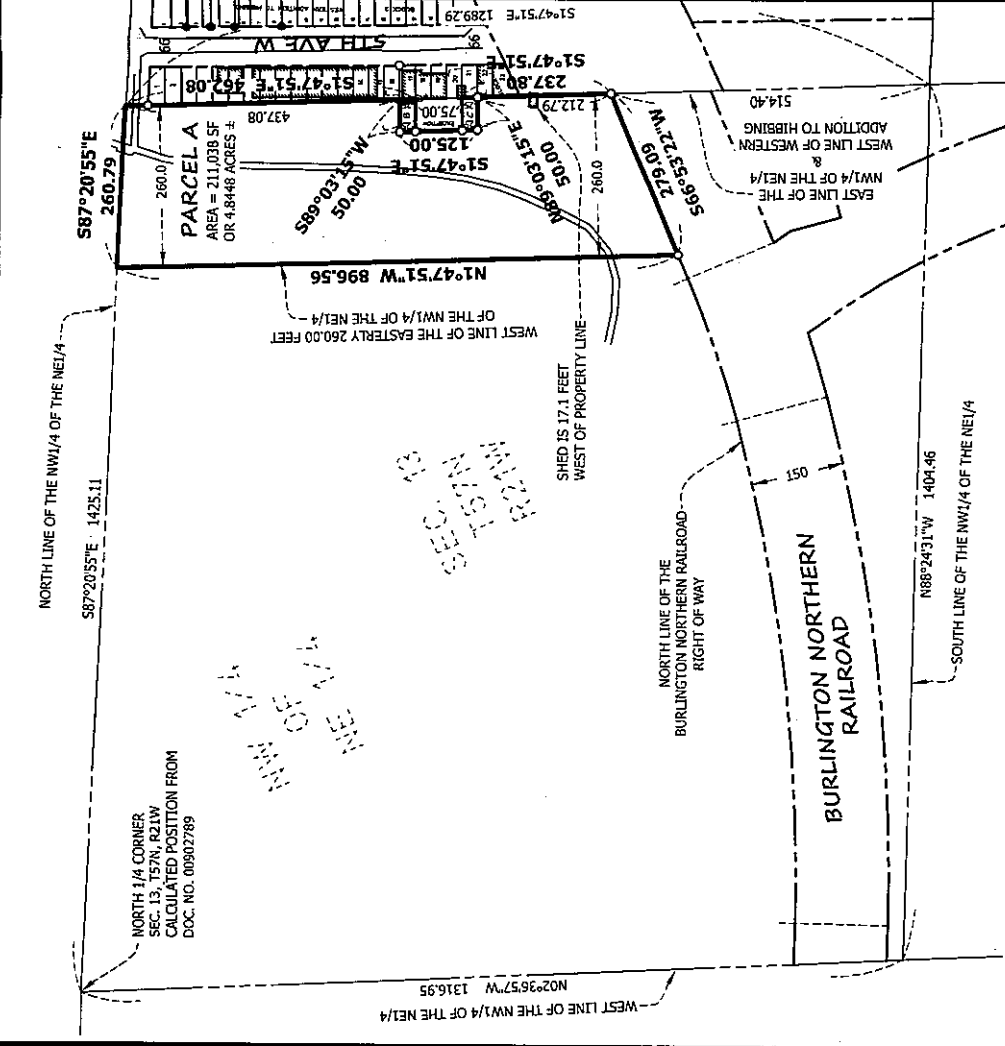 S1°47'51"E 1289.29
5TH AVE W
66
66
S87°20'55"E
260.79
PARCEL A
AREA = 211,038 SF
OR 4.8448 ACRES ±
260.0
S1°47'51"E 462.08
437.08
S89°03'15"W
50.00
S1°47'51"E
125.00
75.00
N89°03'15"E
50.00
S1°47'51"E
237.80
212.79
260.0
S66°53'22"W
279.09
514.40
EAST LINE OF THE
NW1/4 OF THE NE1/4
&
WEST LINE OF WESTERN
ADDITION TO HIBBING
N1°47'51"W 896.56
WEST LINE OF THE EASTERLY 260.00 FEET
OF THE NW1/4 OF THE NE1/4
NORTH LINE OF THE NW1/4 OF THE NE1/4
S87°20'55"E 1425.11
SHED IS 17.1 FEET
WEST OF PROPERTY LINE
SEC. 13
T57N
R21W
NW 1/4
OF
NE 1/4
NORTH LINE OF THE
BURLINGTON NORTHERN RAILROAD
RIGHT OF WAY
150
BURLINGTON NORTHERN
RAILROAD
N88°24'31"W 1404.46
SOUTH LINE OF THE NW1/4 OF THE NE1/4
NORTH 1/4 CORNER
SEC. 13, T57N, R21W
CALCULATED POSITION FROM
DOC. NO. 00902789
N02°36'57"W 1316.95
WEST LINE OF THE NW1/4 OF THE NE1/4